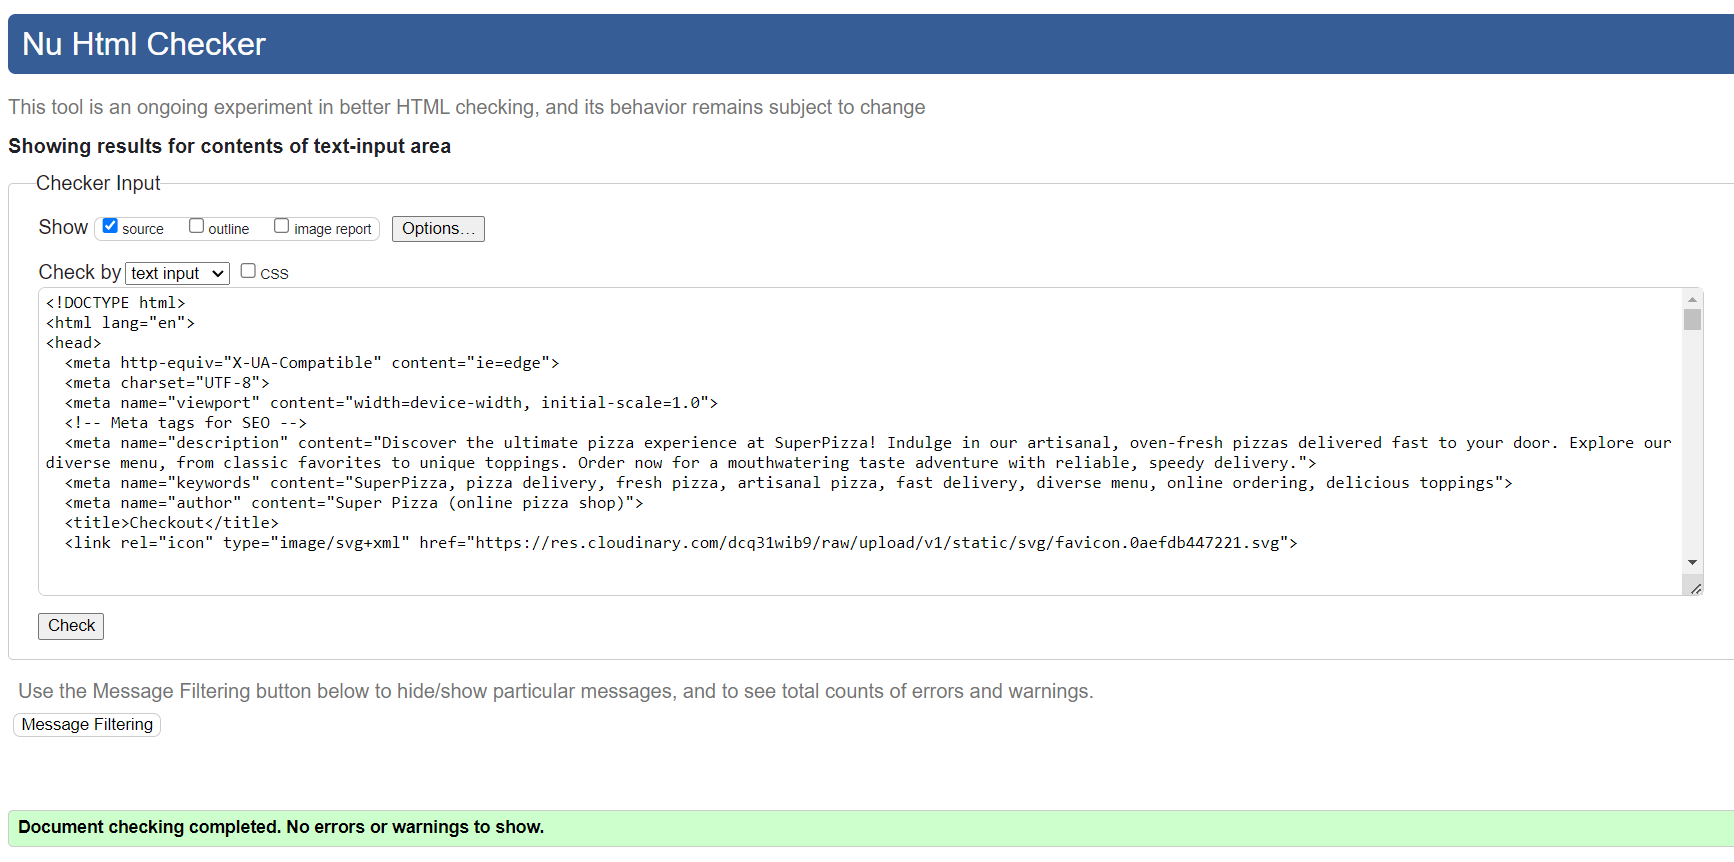 Nu Html Checker
This tool is an ongoing experiment in better HTML checking, and its behavior remains subject to change
Showing results for contents of text-input area
Checker Input
Show source outline image report Options...
Check by text input CSS
<!DOCTYPE html>
<html lang="en">
<head>
  <meta http-equiv="X-UA-Compatible" content="ie=edge">
  <meta charset="UTF-8">
  <meta name="viewport" content="width=device-width, initial-scale=1.0">
  <!-- Meta tags for SEO -->
  <meta name="description" content="Discover the ultimate pizza experience at SuperPizza! Indulge in our artisanal, oven-fresh pizzas delivered fast to your door. Explore our
diverse menu, from classic favorites to unique toppings. Order now for a mouthwatering taste adventure with reliable, speedy delivery.">
  <meta name="keywords" content="SuperPizza, pizza delivery, fresh pizza, artisanal pizza, fast delivery, diverse menu, online ordering, delicious toppings">
  <meta name="author" content="Super Pizza (online pizza shop)">
  <title>Checkout</title>
  <link rel="icon" type="image/svg+xml" href="https://res.cloudinary.com/dcq31wib9/raw/upload/v1/static/svg/favicon.0aefdb447221.svg">
Check
Use the Message Filtering button below to hide/show particular messages, and to see total counts of errors and warnings.
Message Filtering
Document checking completed. No errors or warnings to show.